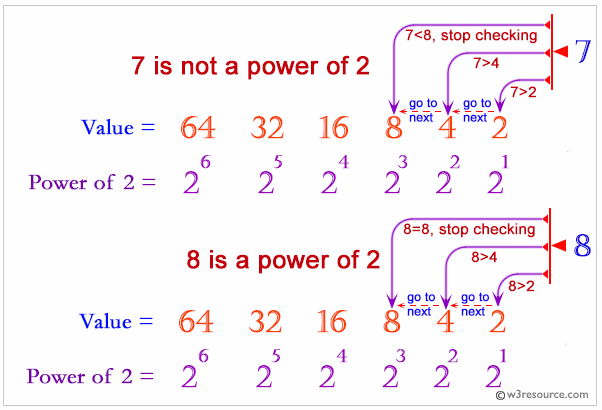 7<8, stop checking
7 is not a power of 2
7>4
7
7>2
go to next go to next
Value = 64 32 16 8 4 2
Power of 2 = 2^6 2^5 2^4 2^3 2^2 2^1
8=8, stop checking
8 is a power of 2
8>4
8
8>2
go to next go to next
Value = 64 32 16 8 4 2
Power of 2 = 2^6 2^5 2^4 2^3 2^2 2^1
© w3resource.com